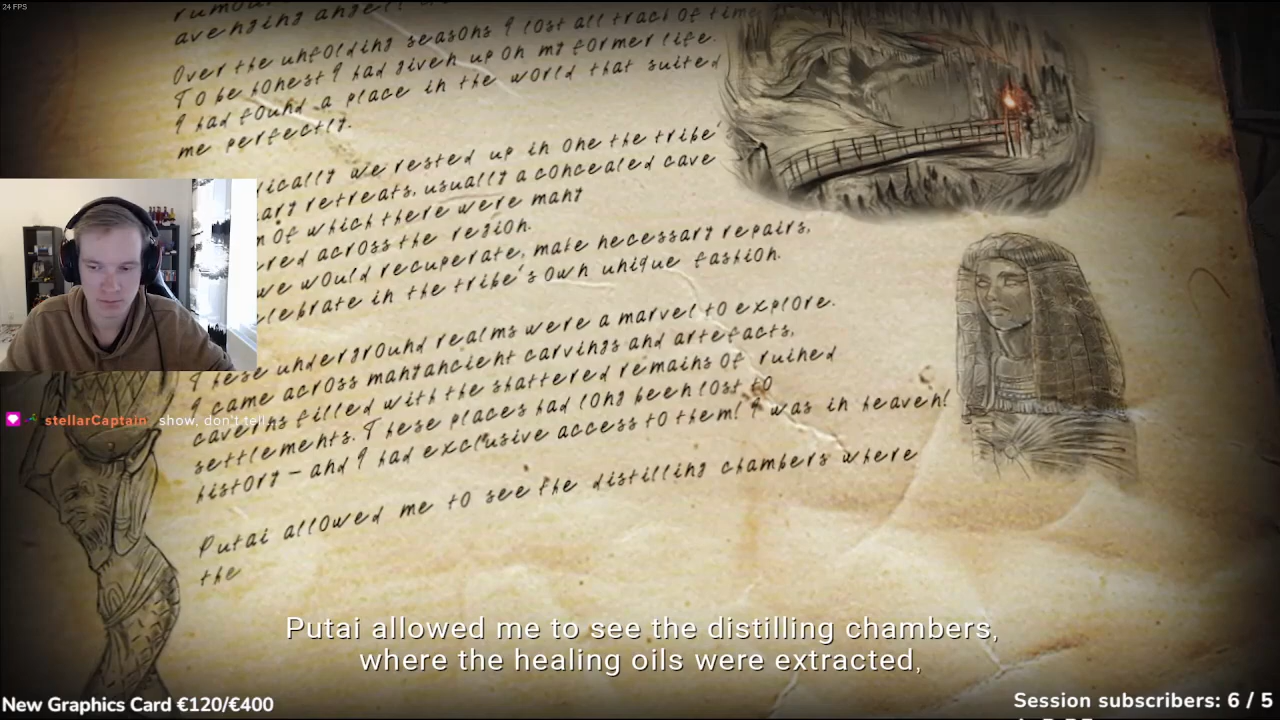 24 FPS
avenging angel!
Over the unfolding seasons I lost all track of time.
To be honest I had given up on my former life.
I had found a place in the world that suited
me perfectly.
ically we rested up in one the tribe'
ary retreats, usually a concealed cave
of which there were many
red across the region.
we would recuperate, make necessary repairs,
lebrate in the tribe's own unique fashion.
These underground realms were a marvel to explore.
I came across manyancient carvings and artefacts,
caverns filled with the shattered remains of ruined
settlements. These places had long been lost to
history – and I had exclusive access to them! I was in heaven!
stellarCaptain show, don't tell
Putai allowed me to see the distilling chambers where
the
Putai allowed me to see the distilling chambers,
where the healing oils were extracted,
New Graphics Card €120/€400
Session subscribers: 6 / 5